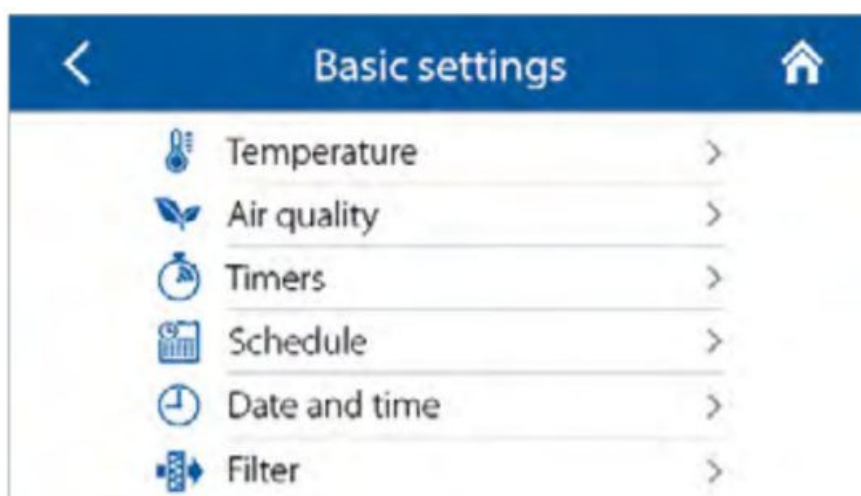 Basic settings
Temperature
Air quality
Timers
Schedule
Date and time
Filter